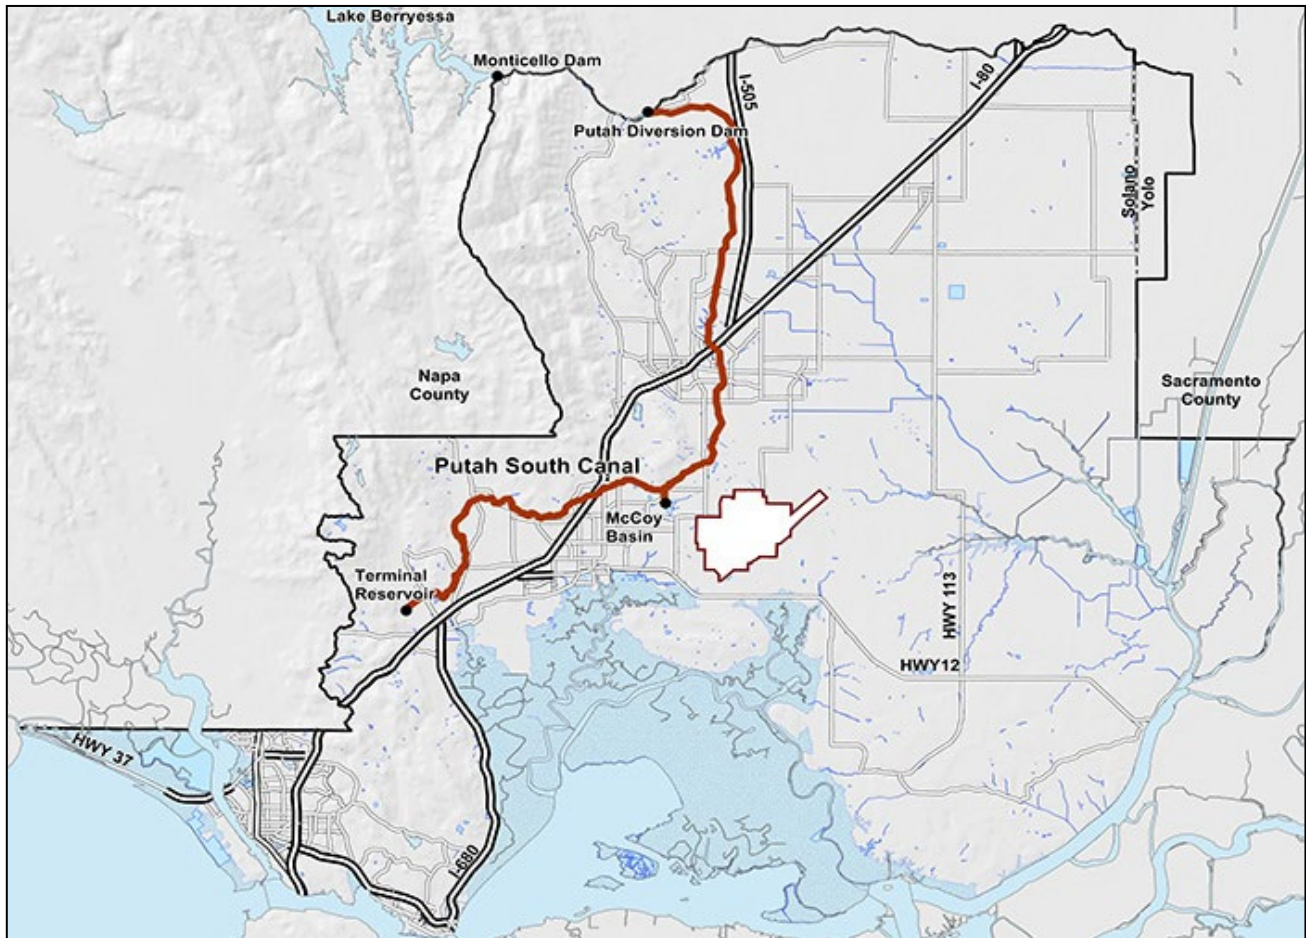 Lake Berryessa
Monticello Dam
I-505
I-80
Putah Diversion Dam
Solano
Yolo
Napa
County
Sacramento
County
Putah South Canal
McCoy
Basin
Terminal
Reservoir
HWY 113
HWY12
HWY 37
I-680